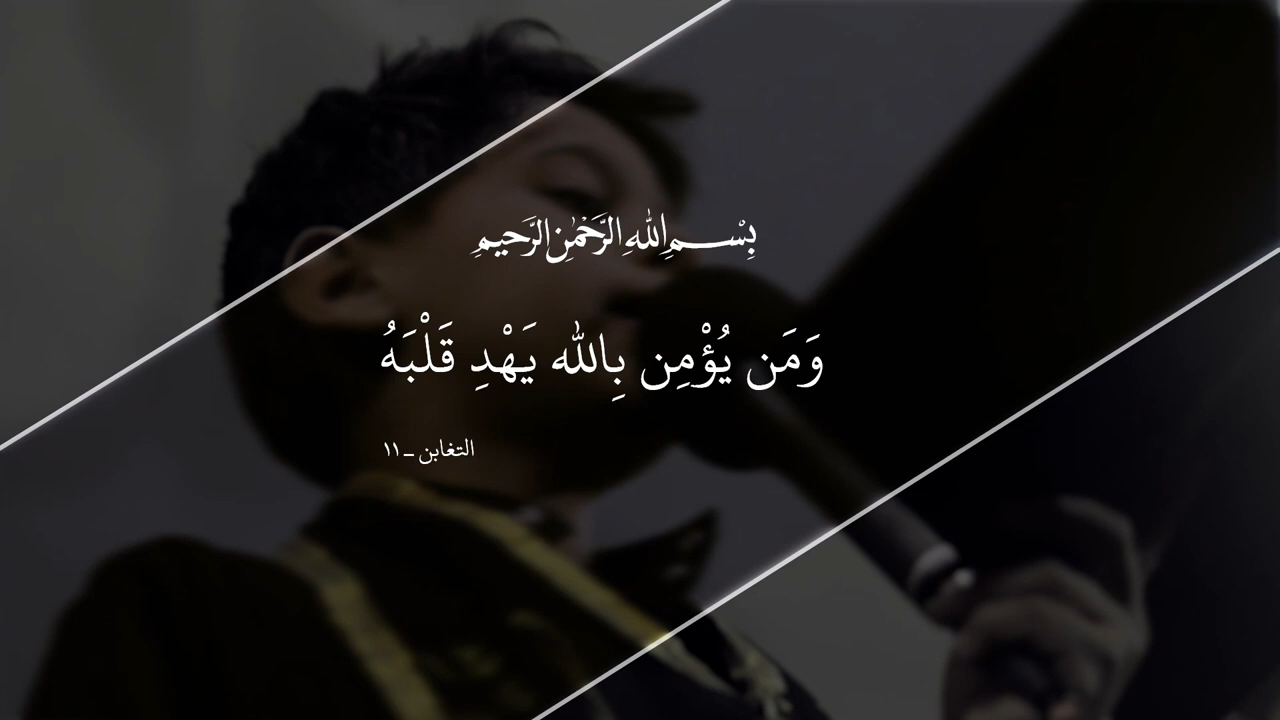 بِسْمِ اللهِ الرَّحْمٰنِ الرَّحِيمِ
وَمَن يُؤْمِن بِاللّه يَهْدِ قَلْبَهُ
التغابن ـ ١١